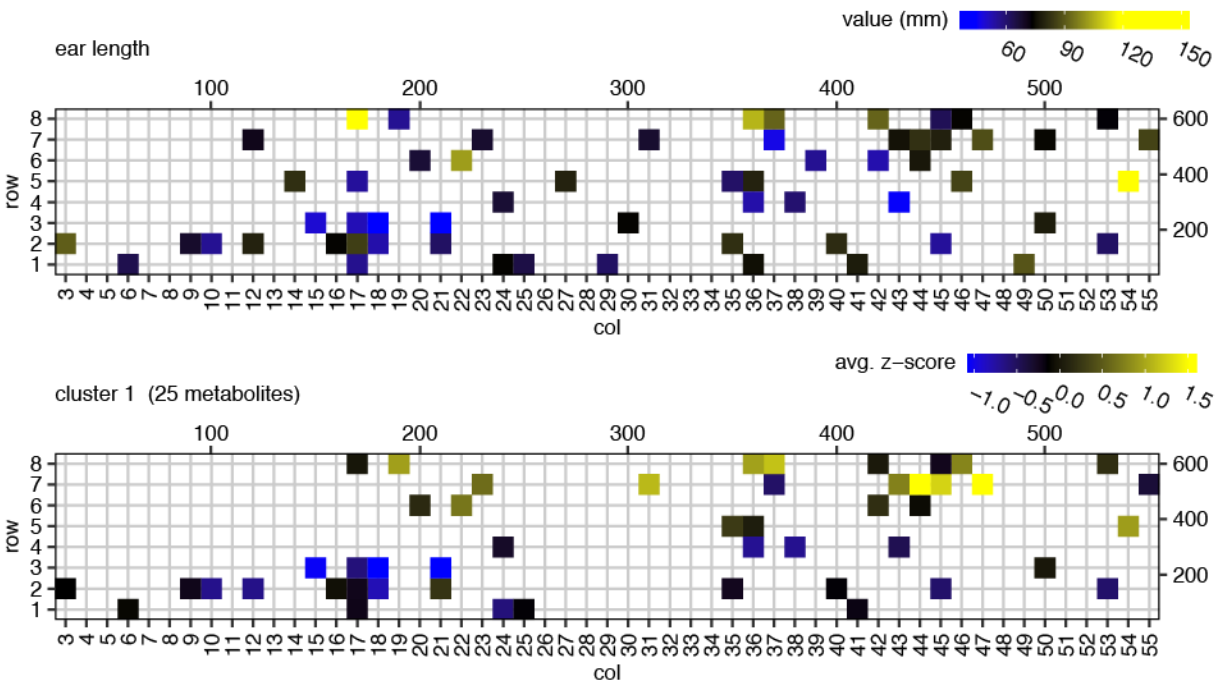 value (mm)
60 90 120 150
ear length
100 200 300 400 500
8 600
7
6
5 400
4
3
2 200
1
row
3 4 5 6 7 8 9 10 11 12 13 14 15 16 17 18 19 20 21 22 23 24 25 26 27 28 29 30 31 32 33 34 35 36 37 38 39 40 41 42 43 44 45 46 47 48 49 50 51 52 53 54 55
col
avg. z−score
−1.0 −0.5 0.0 0.5 1.0 1.5
cluster 1 (25 metabolites)
100 200 300 400 500
8 600
7
6
5 400
4
3
2 200
1
row
3 4 5 6 7 8 9 10 11 12 13 14 15 16 17 18 19 20 21 22 23 24 25 26 27 28 29 30 31 32 33 34 35 36 37 38 39 40 41 42 43 44 45 46 47 48 49 50 51 52 53 54 55
col